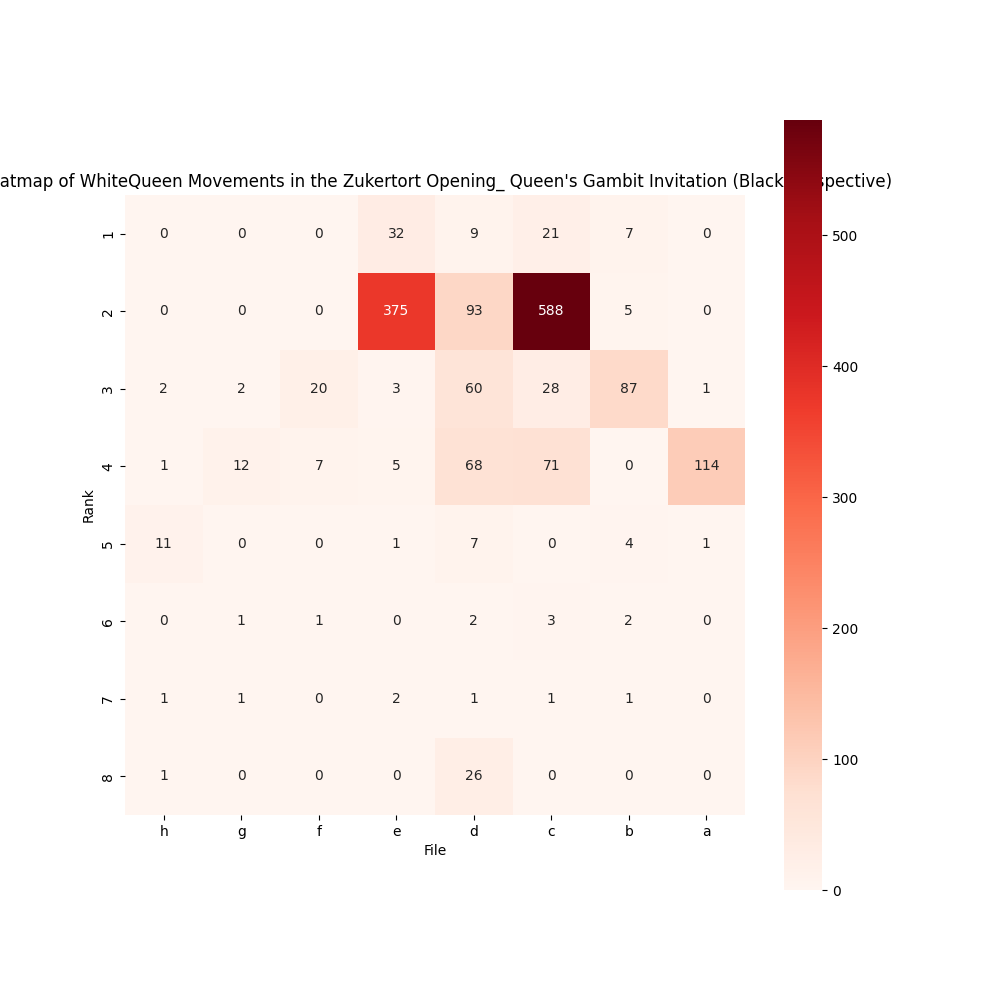 atmap of WhiteQueen Movements in the Zukertort Opening_ Queen's Gambit Invitation (Black spective)
500
400
300
200
100
0
Rank
1 0 0 0 32 9 21 7 0
2 0 0 0 375 93 588 5 0
3 2 2 20 3 60 28 87 1
4 1 12 7 5 68 71 0 114
5 11 0 0 1 7 0 4 1
6 0 1 1 0 2 3 2 0
7 1 1 0 2 1 1 1 0
8 1 0 0 0 26 0 0 0
h g f e d c b a
File